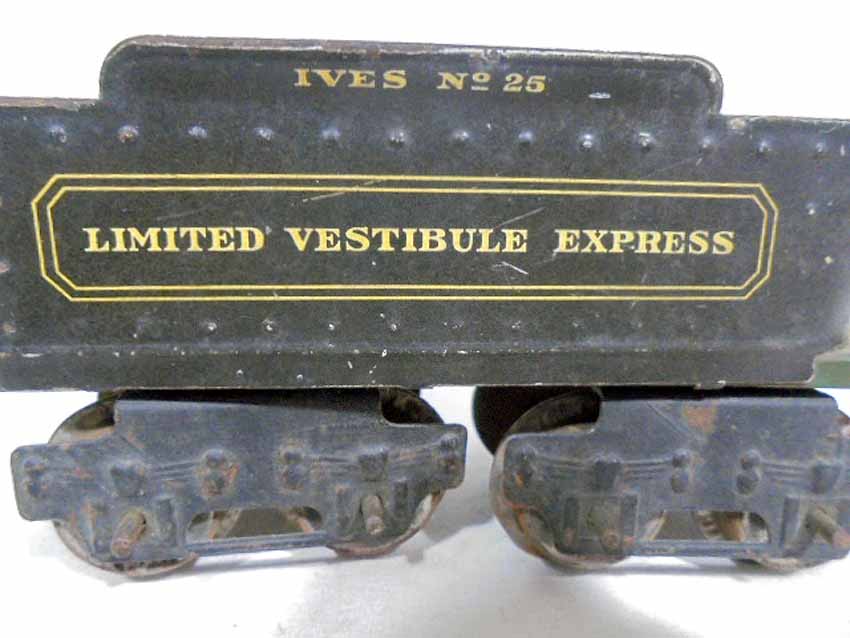 IVES Nº 25
LIMITED VESTIBULE EXPRESS